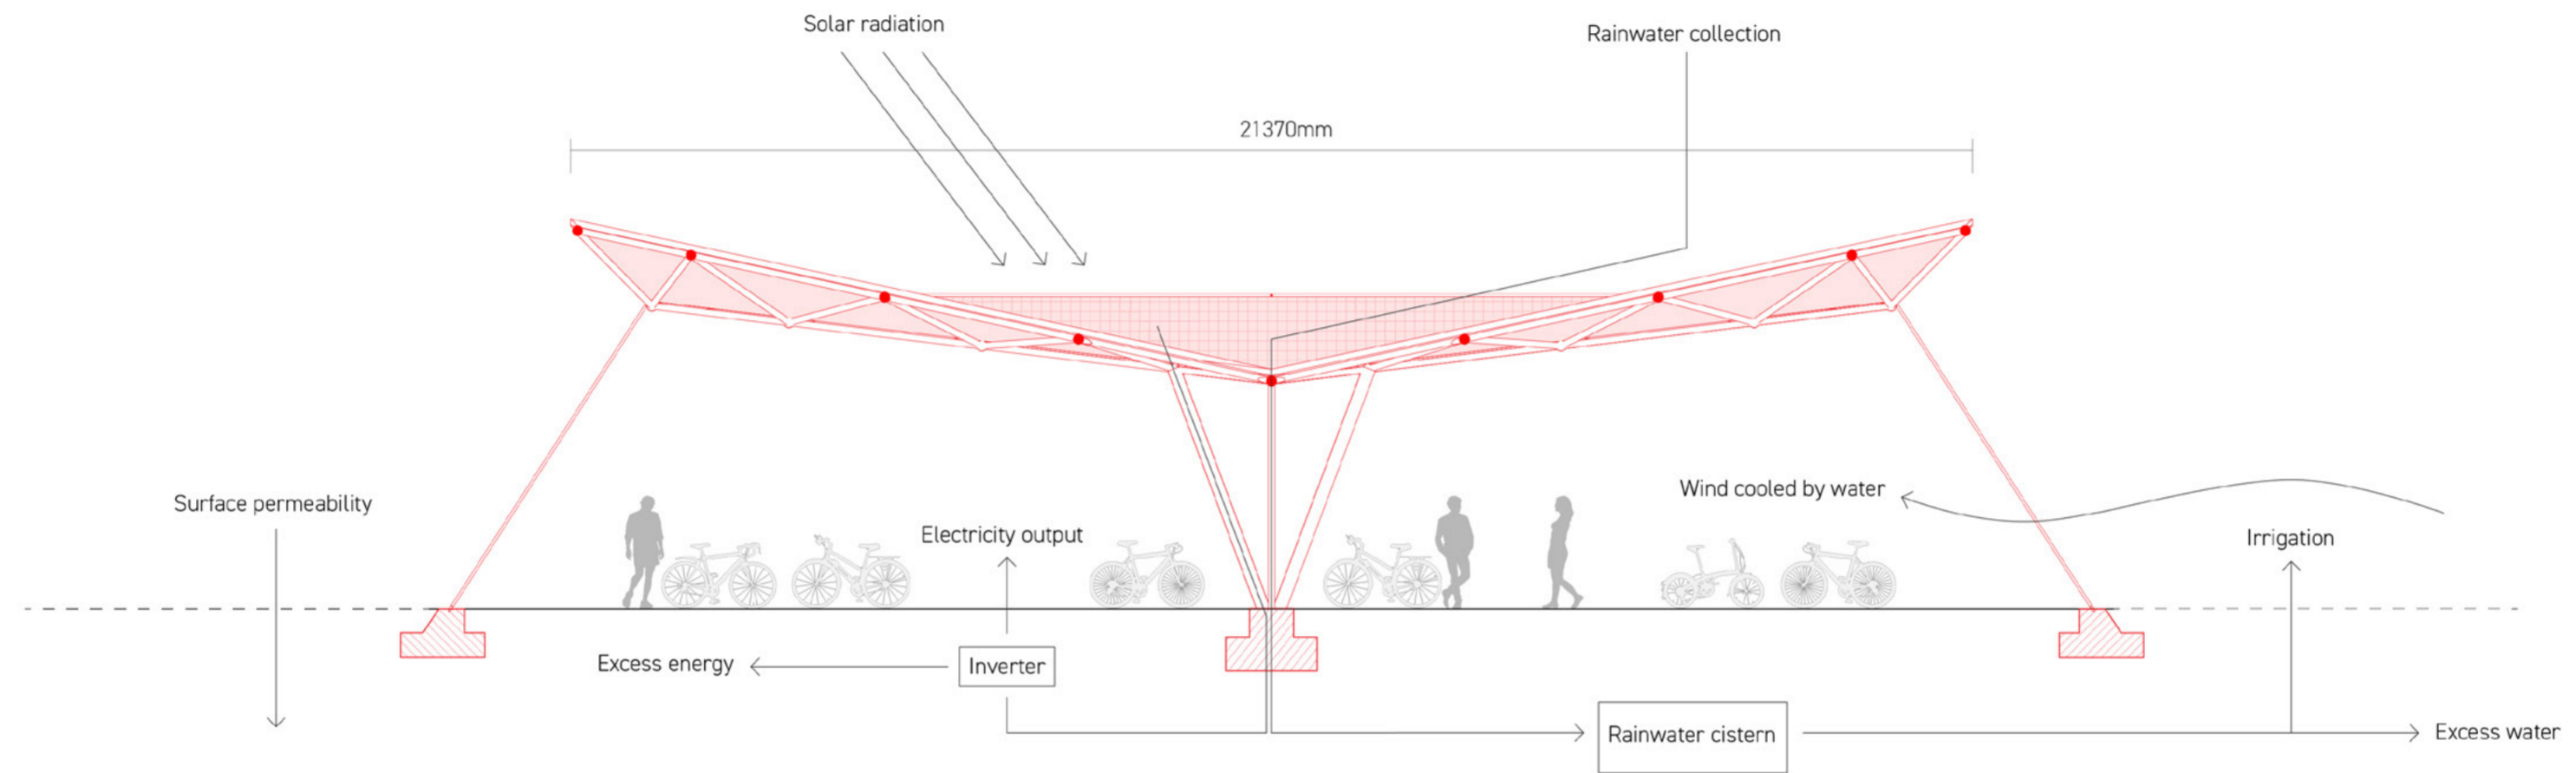 Solar radiation
Rainwater collection
21370mm
Wind cooled by water
Surface permeability
Electricity output
Irrigation
Excess energy
Inverter
Rainwater cistern
Excess water